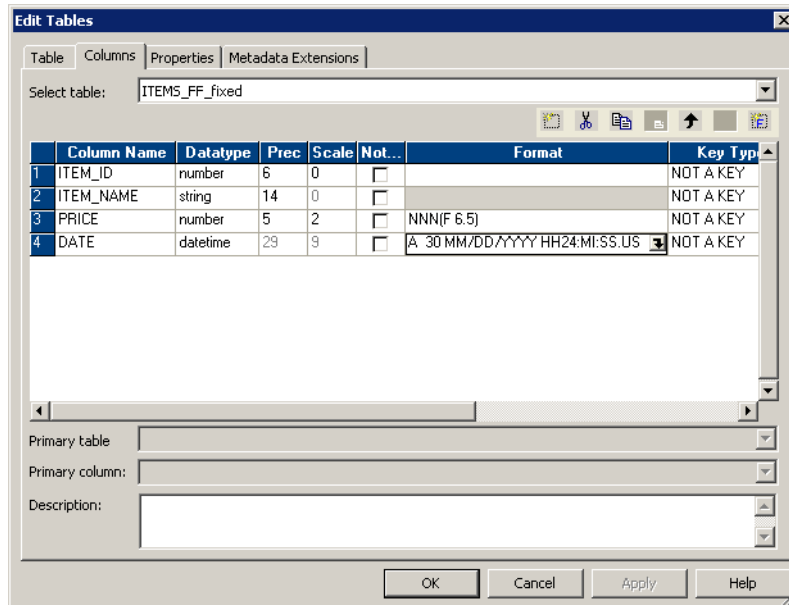 Edit Tables
Table Columns Properties Metadata Extensions
Select table: ITEMS_FF_fixed
Column Name Datatype Prec Scale Not... Format Key Typ
1 ITEM_ID number 6 0 NOT A KEY
2 ITEM_NAME string 14 0 NOT A KEY
3 PRICE number 5 2 NNN(F 6.5) NOT A KEY
4 DATE datetime 29 9 A 30 MM/DD/YYYY HH24:MI:SS.US NOT A KEY
Primary table
Primary column:
Description:
OK Cancel Apply Help